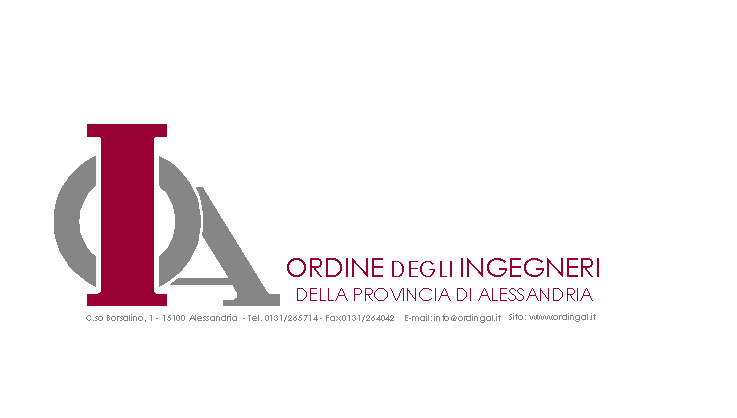 OIA
ORDINE DEGLI INGEGNERI
DELLA PROVINCIA DI ALESSANDRIA
C.so Borsalino, 1 - 15100 Alessandria - Tel. 0131/265714 - Fax0131/264042 E-mail:info@ordingal.it Sito: www.ordingal.it